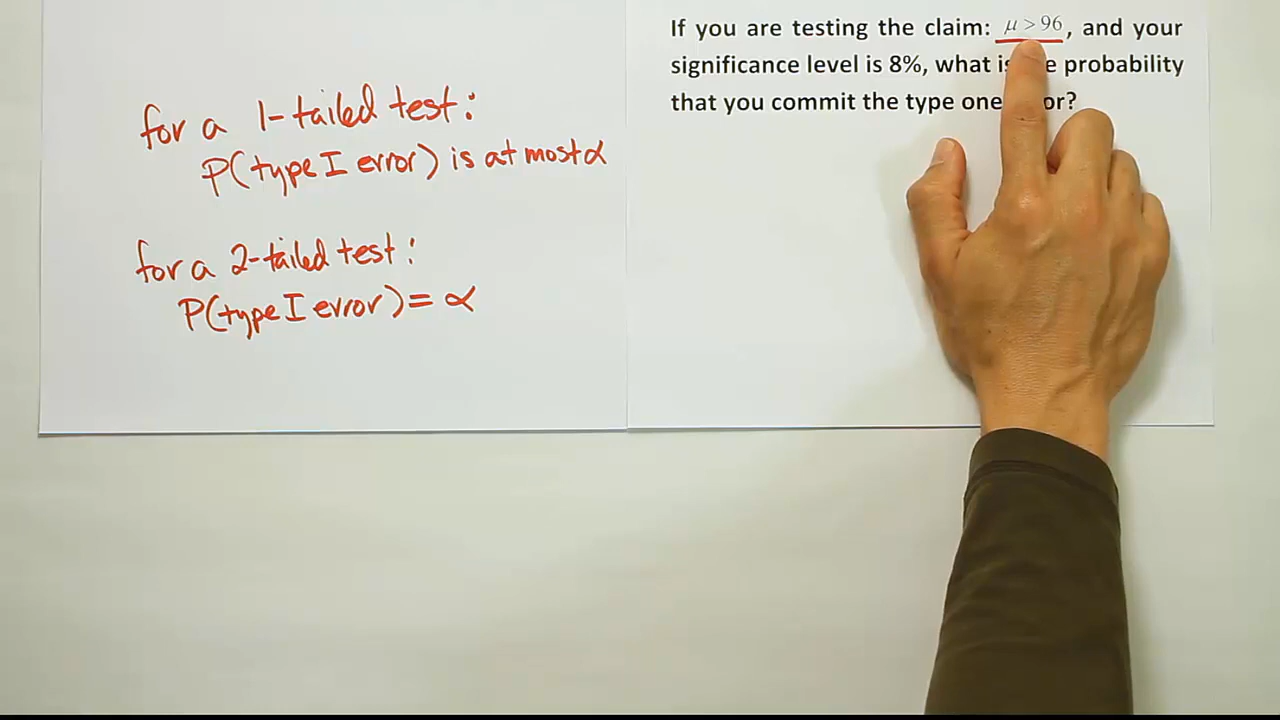 for a 1-tailed test:
P(type I error) is at most α
for a 2-tailed test:
P(type I error) = α
If you are testing the claim: μ > 96, and your
significance level is 8%, what probability
that you commit the type one